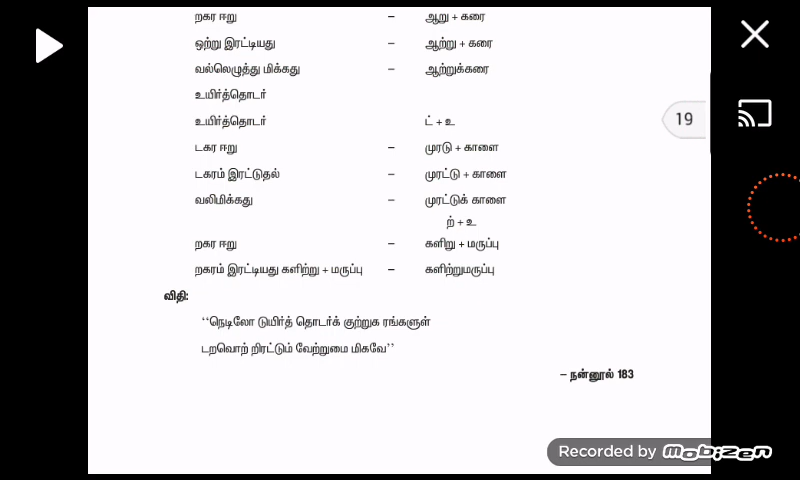 றகர ஈறு – ஆறு + கரை
ஒற்று இரட்டியது – ஆற்று + கரை
வல்லெழுத்து மிக்கது – ஆற்றுக்கரை
உயிர்த்தொடர்
உயிர்த்தொடர் ட் + உ
டகர ஈறு – முரடு + காளை
டகரம் இரட்டுதல் – முரட்டு + காளை
வலிமிக்கது – முரட்டுக் காளை
ற் + உ
றகர ஈறு – களிறு + மருப்பு
றகரம் இரட்டியது களிற்று + மருப்பு – களிற்றுமருப்பு
விதி:
‘‘நெடிலோ டுயிர்த் தொடர்க் குற்றுக ரங்களுள்
டறவொற் றிரட்டும் வேற்றுமை மிகவே’’
– நன்னூல் 183
19
Recorded by mobizen